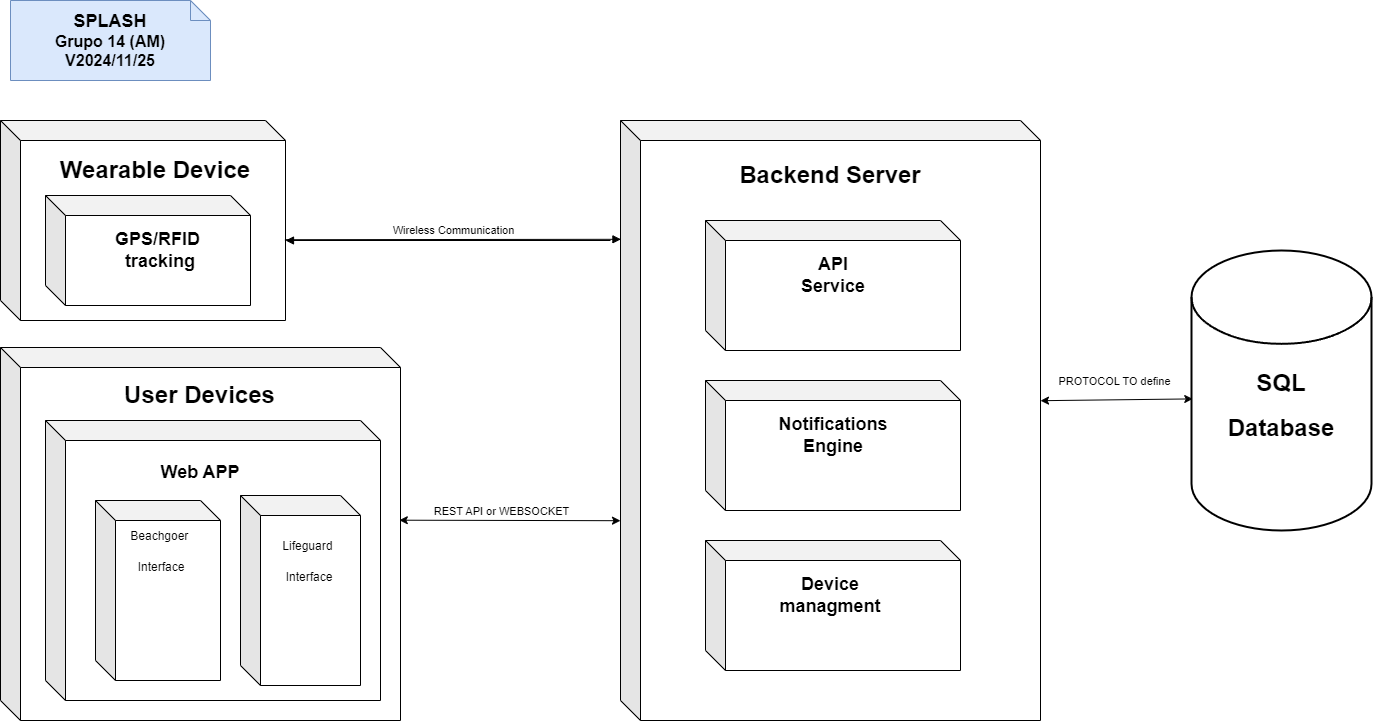 SPLASH
Grupo 14 (AM)
V2024/11/25
Wearable Device
GPS/RFID
tracking
Wireless Communication
User Devices
Web APP
Beachgoer
Interface
Lifeguard
Interface
REST API or WEBSOCKET
Backend Server
API
Service
Notifications
Engine
Device
managment
PROTOCOL TO define
SQL
Database